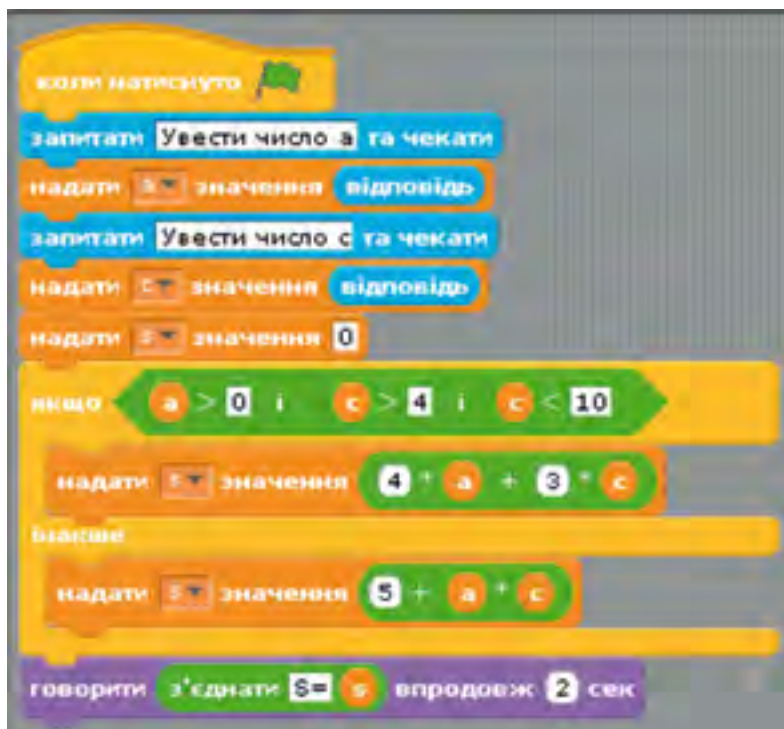 коли натиснуто
запитати Увести число a та чекати
надати a значення відповідь
запитати Увести число c та чекати
надати c значення відповідь
надати s значення 0
якщо a > 0 і c > 4 і c < 10
надати s значення 4 * a + 3 * c
Інакше
надати s значення 5 + a * c
говорити з'єднати S= s впродовж 2 сек